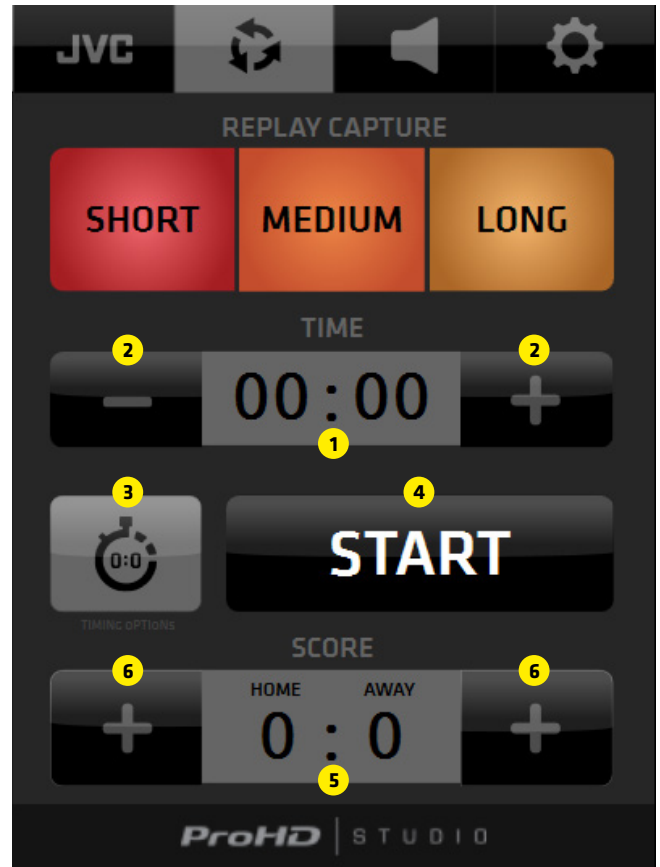 JVC
REPLAY CAPTURE
SHORT MEDIUM LONG
TIME
2 2
00:00
1
3 4
0:0 START
TIMING OPTIONS
SCORE
6 6
HOME AWAY
0 : 0
5
ProHD | STUDIO